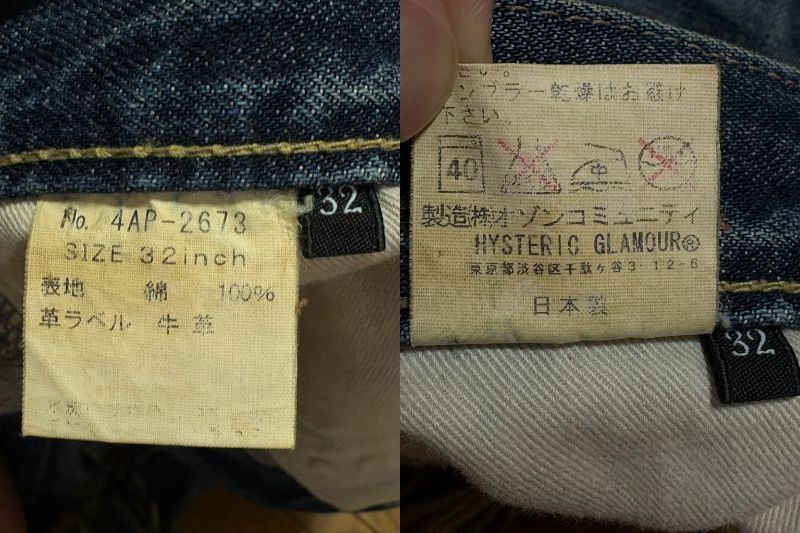 No. 4AP-2673
SIZE 32inch
表地 綿 100%
革ラベル 牛革
32
さい。
ンブラー乾燥はお避け
下さい。
40 中
製造㈱オゾンコミュニティ
HYSTERIC GLAMOUR®
東京都渋谷区千駄ヶ谷3-12-6
日本製
32